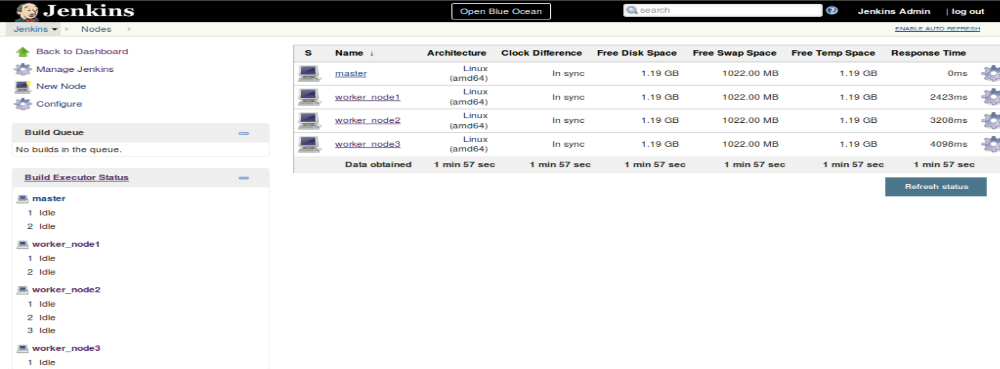 Jenkins
Open Blue Ocean
search
Jenkins Admin | log out
Jenkins Nodes
ENABLE AUTO REFRESH
Back to Dashboard
Manage Jenkins
New Node
Configure
Build Queue
No builds in the queue.
Build Executor Status
master
1 Idle
2 Idle
worker_node1
1 Idle
2 Idle
worker_node2
1 Idle
2 Idle
3 Idle
worker_node3
1 Idle
S Name ↓ Architecture Clock Difference Free Disk Space Free Swap Space Free Temp Space Response Time
master Linux (amd64) In sync 1.19 GB 1022.00 MB 1.19 GB 0ms
worker_node1 Linux (amd64) In sync 1.19 GB 1022.00 MB 1.19 GB 2423ms
worker_node2 Linux (amd64) In sync 1.19 GB 1022.00 MB 1.19 GB 3208ms
worker_node3 Linux (amd64) In sync 1.19 GB 1022.00 MB 1.19 GB 4098ms
Data obtained 1 min 57 sec 1 min 57 sec 1 min 57 sec 1 min 57 sec 1 min 57 sec 1 min 57 sec
Refresh status